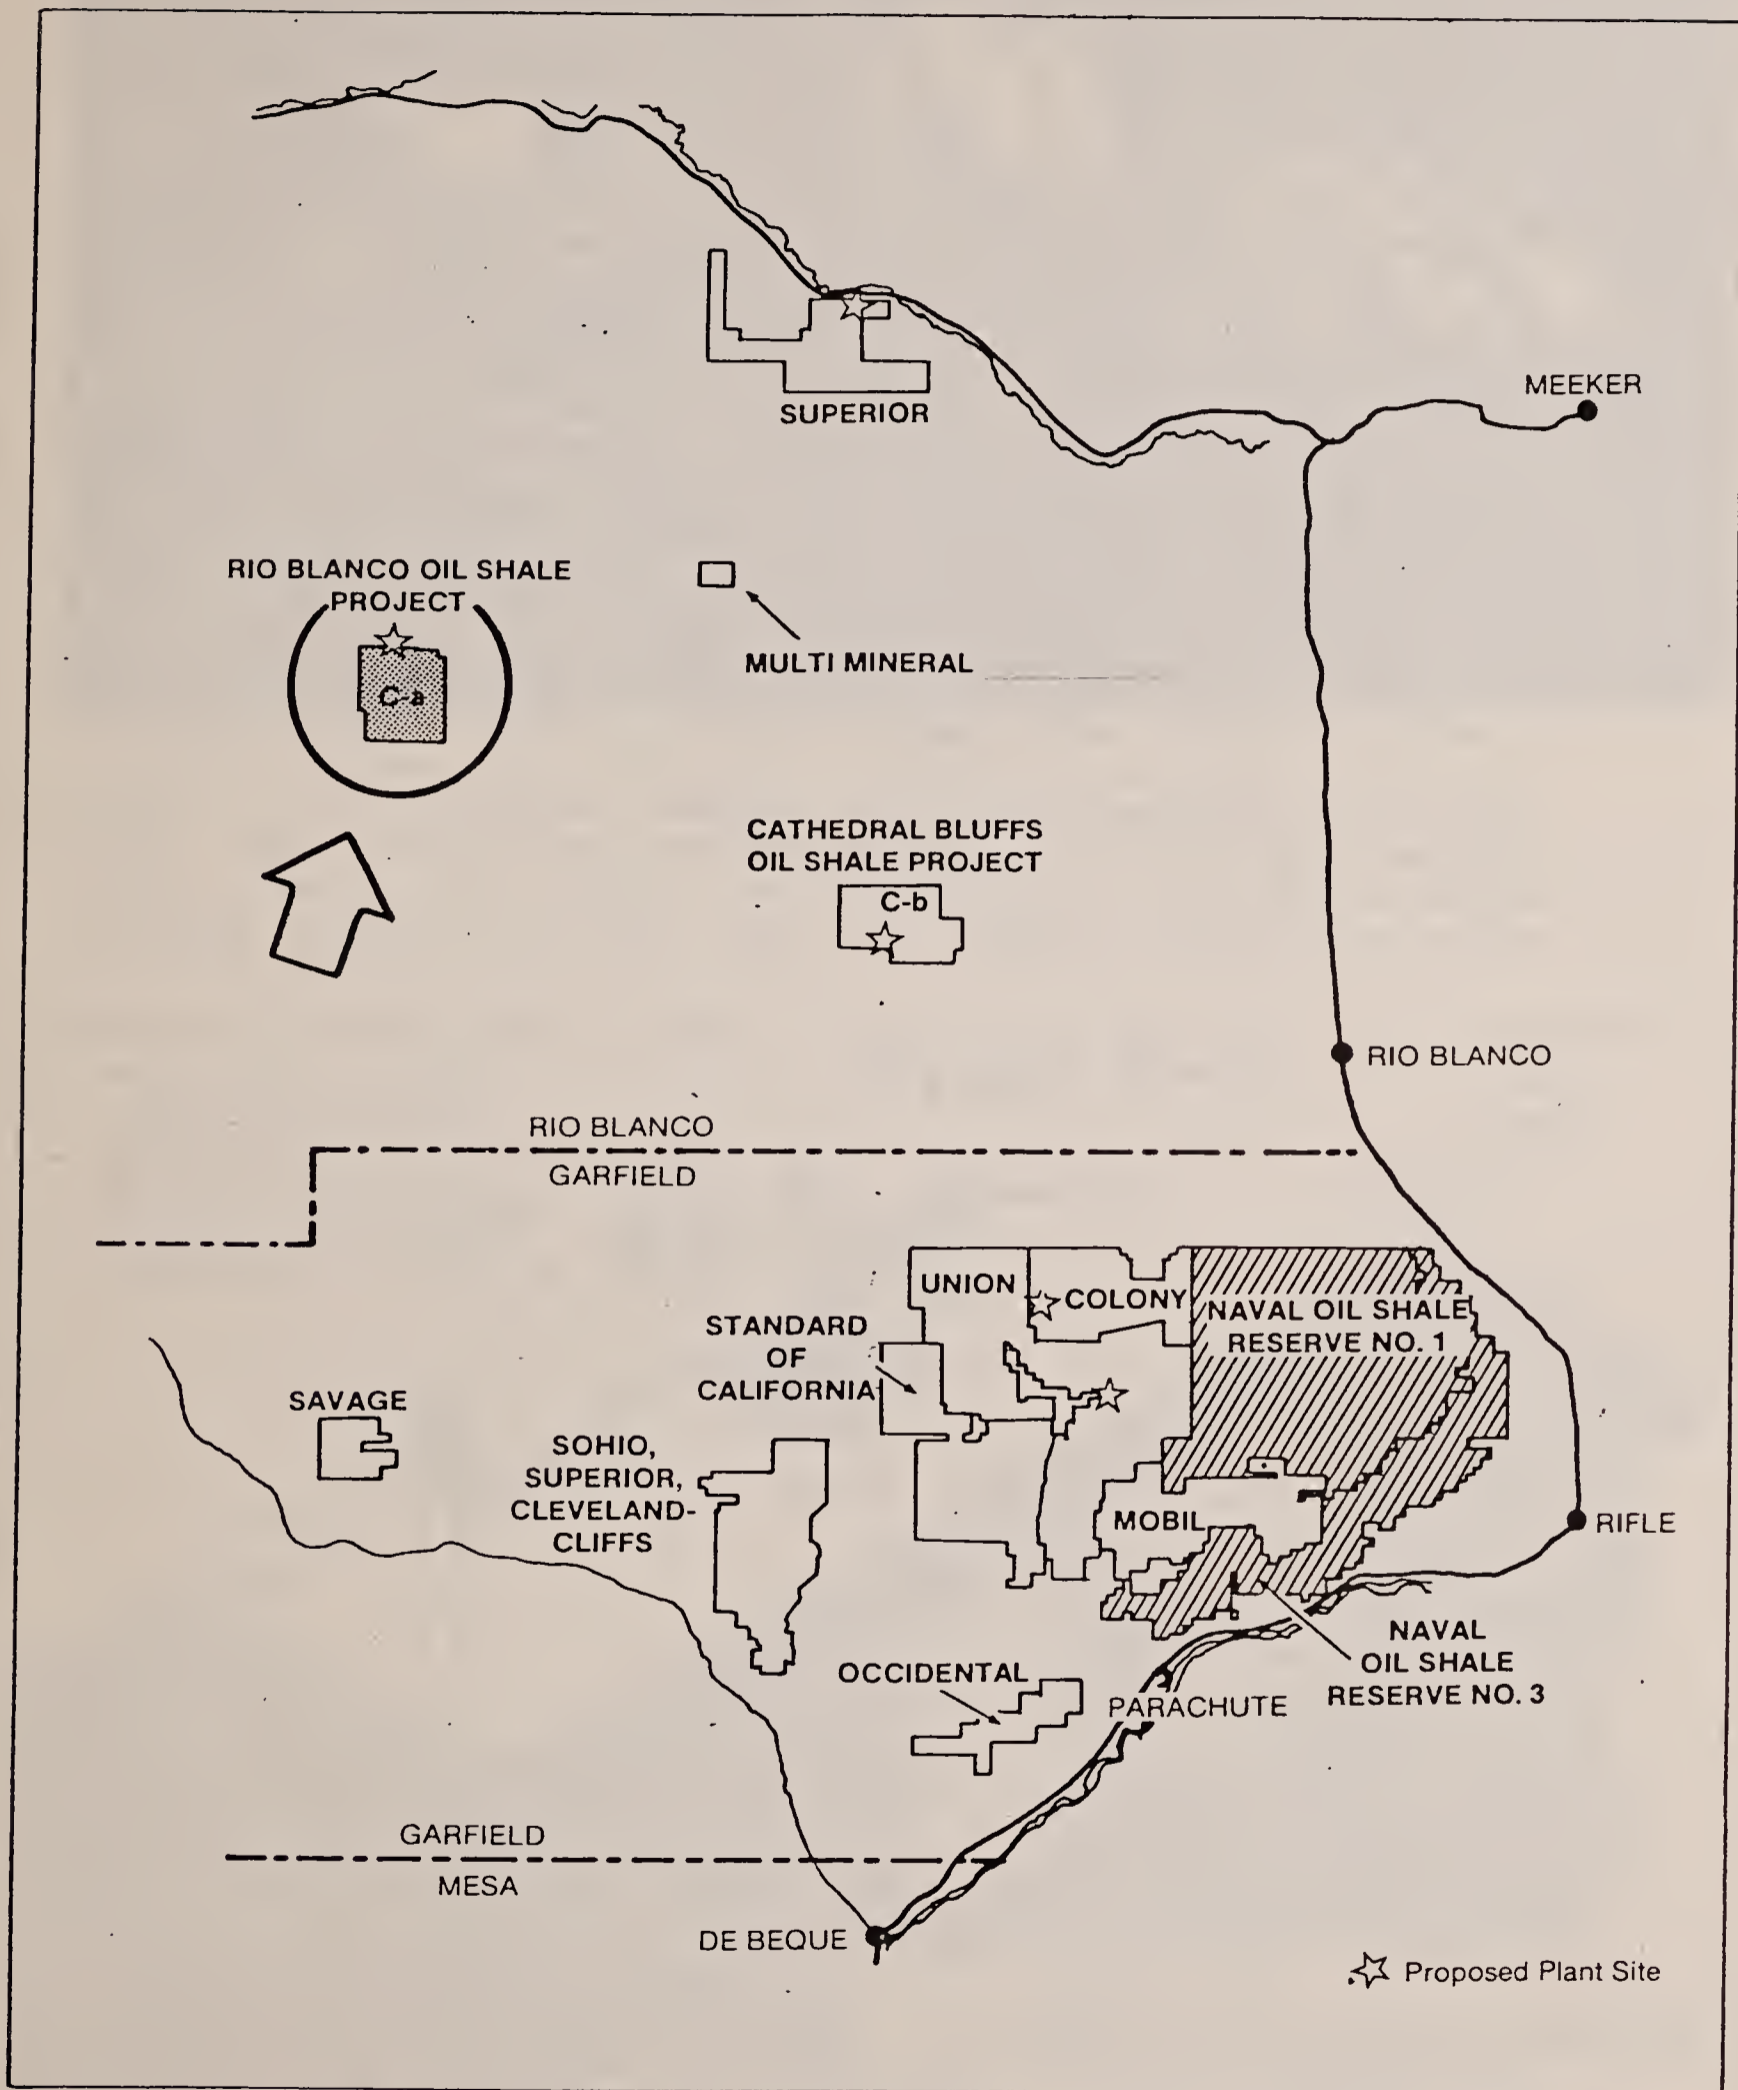 MEEKER
SUPERIOR
RIO BLANCO OIL SHALE
PROJECT
C-a
MULTI MINERAL
CATHEDRAL BLUFFS
OIL SHALE PROJECT
C-b
RIO BLANCO
RIO BLANCO
GARFIELD
UNION
COLONY
NAVAL OIL SHALE
RESERVE NO. 1
STANDARD
OF
CALIFORNIA
SAVAGE
SOHIO,
SUPERIOR,
CLEVELAND-
CLIFFS
MOBIL
RIFLE
NAVAL
OIL SHALE
RESERVE NO. 3
OCCIDENTAL
PARACHUTE
GARFIELD
MESA
DE BEQUE
Proposed Plant Site